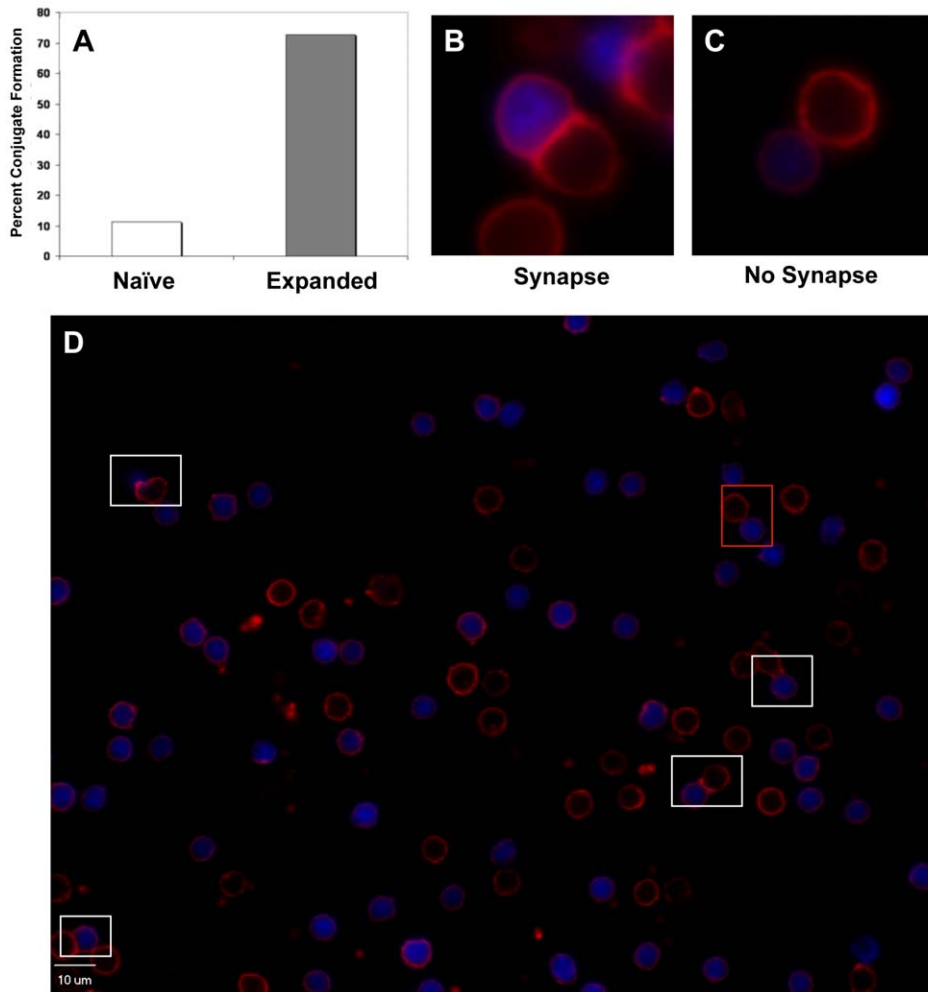 A
Percent Conjugate Formation
80
70
60
50
40
30
20
10
0
Naïve
Expanded
B
Synapse
C
No Synapse
D
10 um